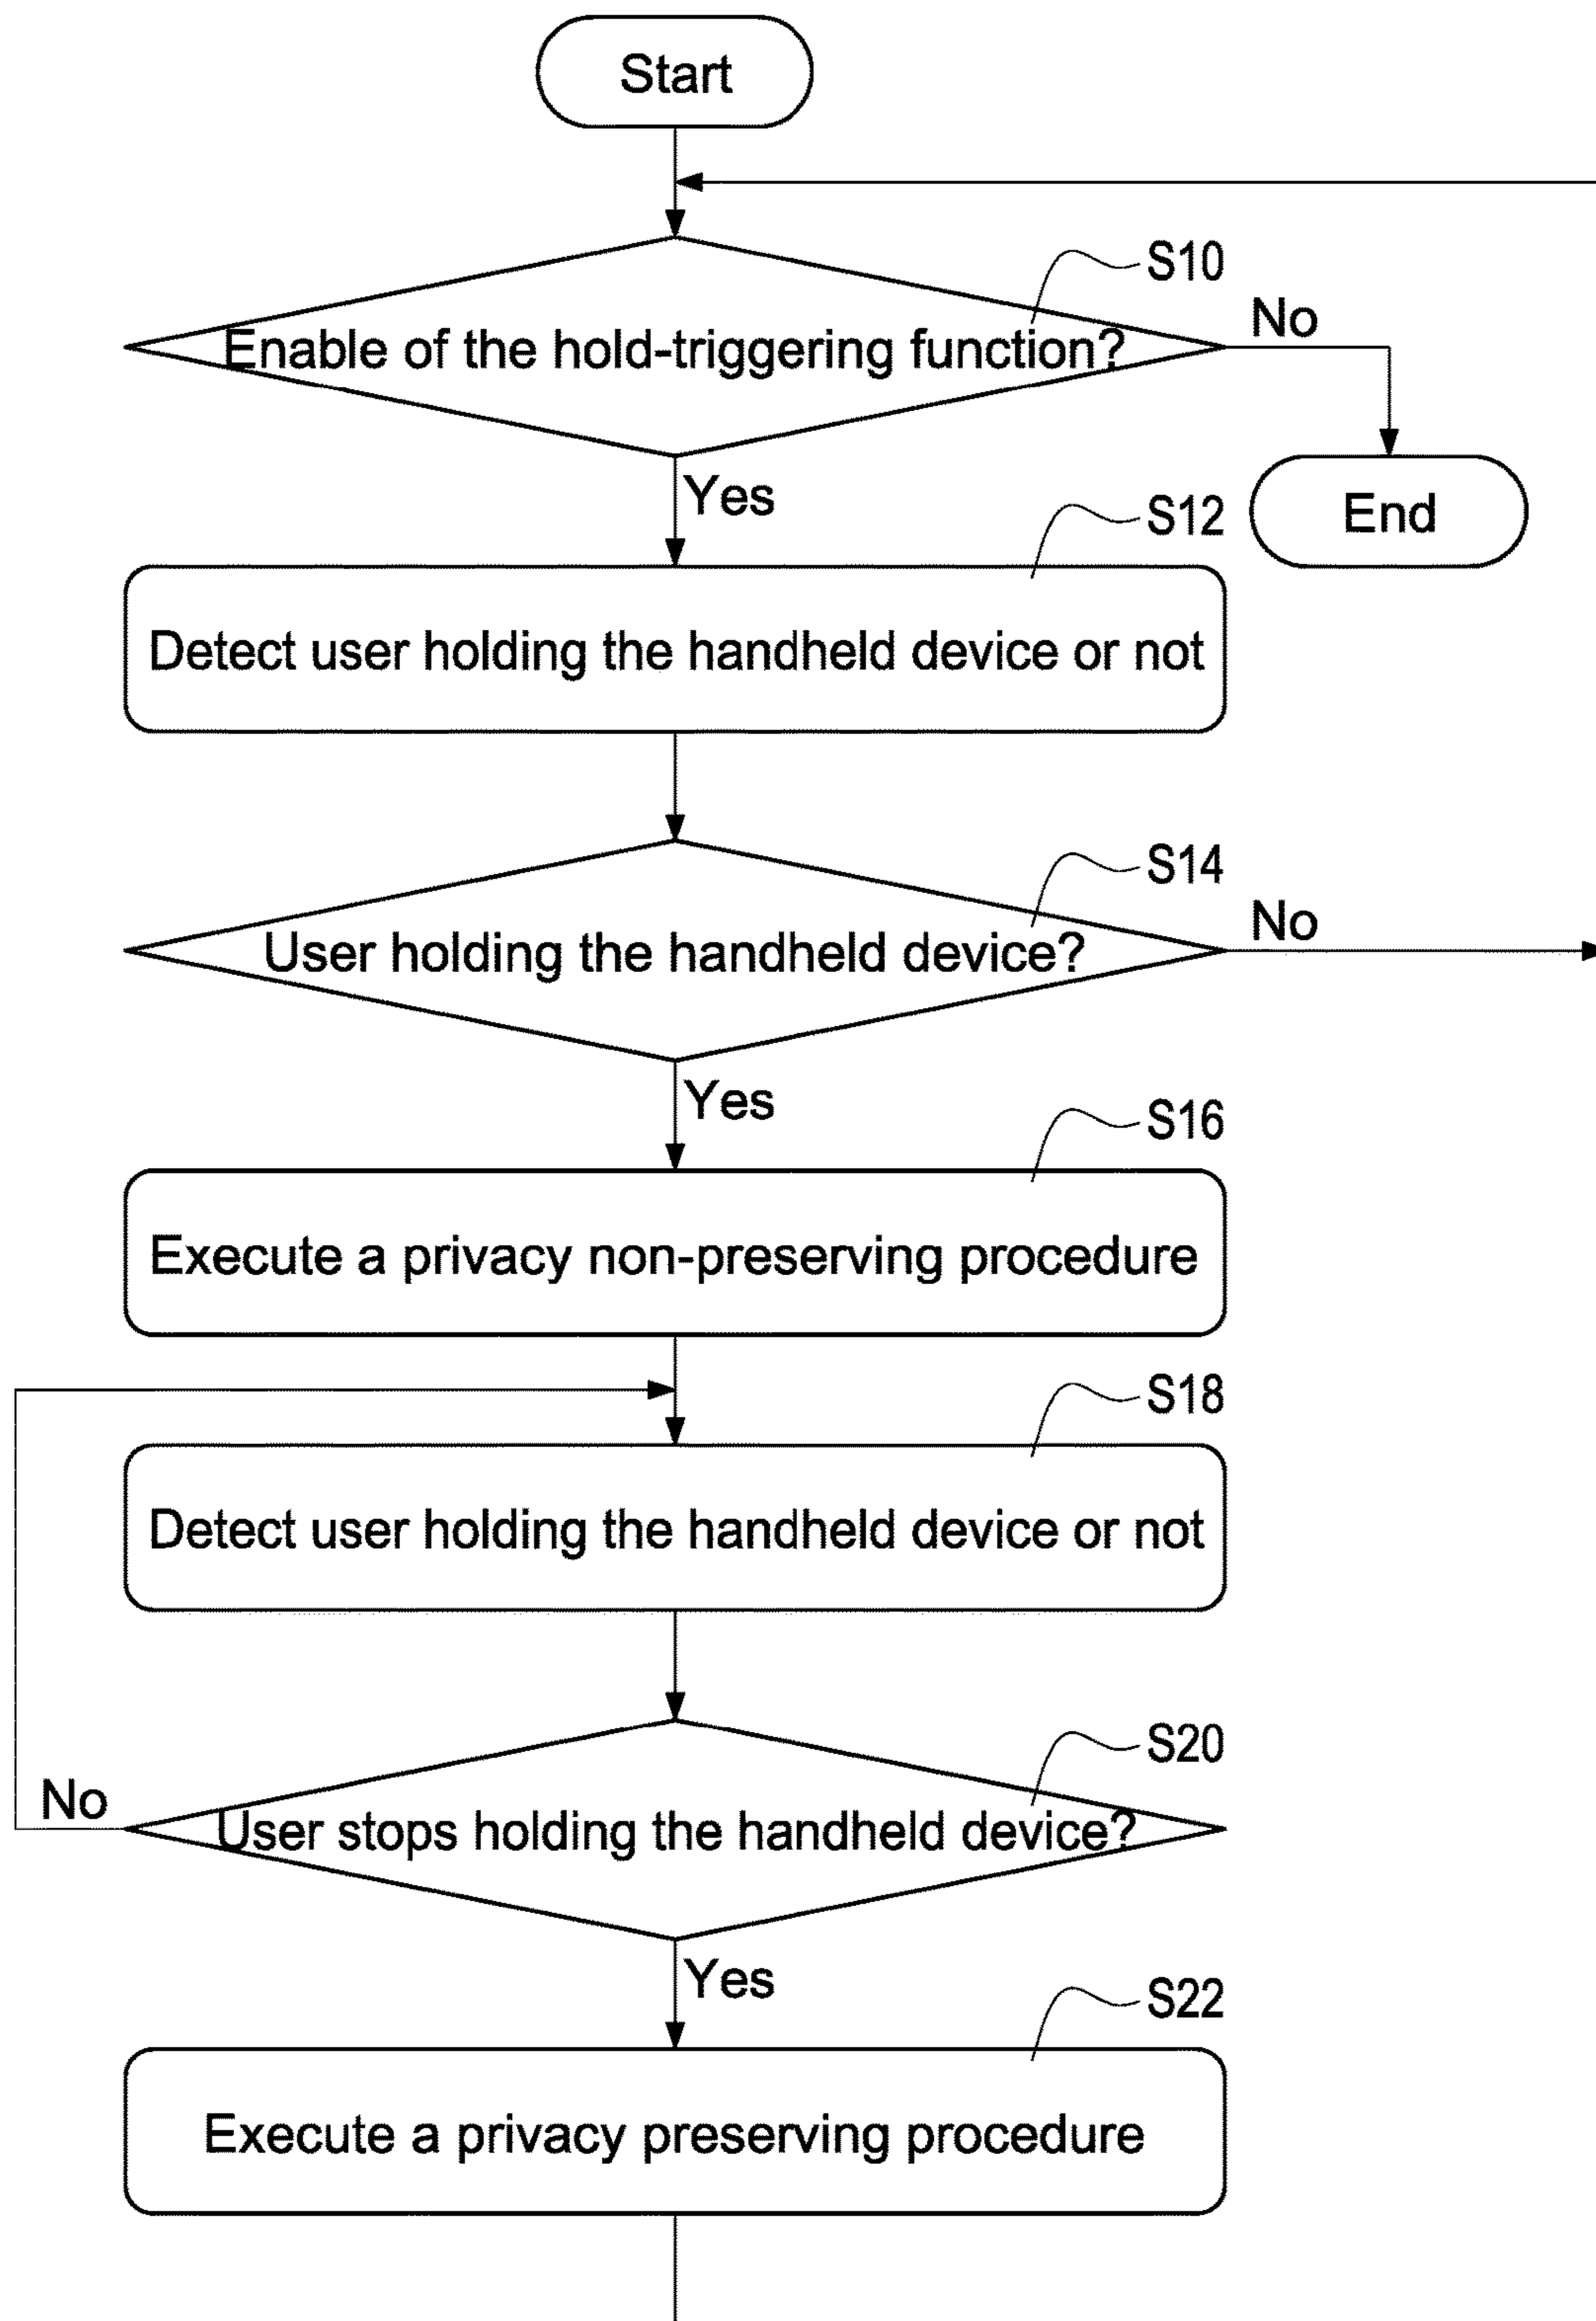 Start
S10
Enable of the hold-triggering function?
No
Yes
End
S12
Detect user holding the handheld device or not
S14
User holding the handheld device?
No
Yes
S16
Execute a privacy non-preserving procedure
S18
Detect user holding the handheld device or not
S20
No
User stops holding the handheld device?
Yes
S22
Execute a privacy preserving procedure